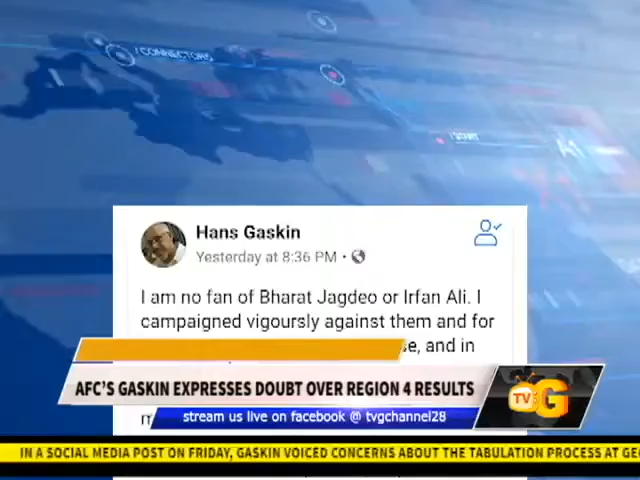 / CONNECTORS
START
Hans Gaskin
Yesterday at 8:36 PM •
I am no fan of Bharat Jagdeo or Irfan Ali. I
campaigned vigoursly against them and for
and in
AFC'S GASKIN EXPRESSES DOUBT OVER REGION 4 RESULTS
TV G
stream us live on facebook @ tvgchannel28
IN A SOCIAL MEDIA POST ON FRIDAY, GASKIN VOICED CONCERNS ABOUT THE TABULATION PROCESS AT